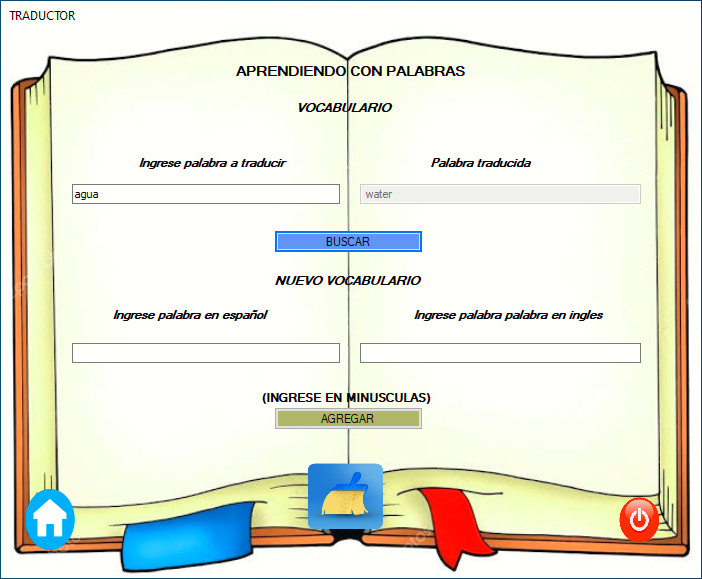 TRADUCTOR
APRENDIENDO CON PALABRAS
VOCABULARIO
Ingrese palabra a traducir
Palabra traducida
agua
water
BUSCAR
NUEVO VOCABULARIO
Ingrese palabra en español
Ingrese palabra palabra en ingles
(INGRESE EN MINUSCULAS)
AGREGAR